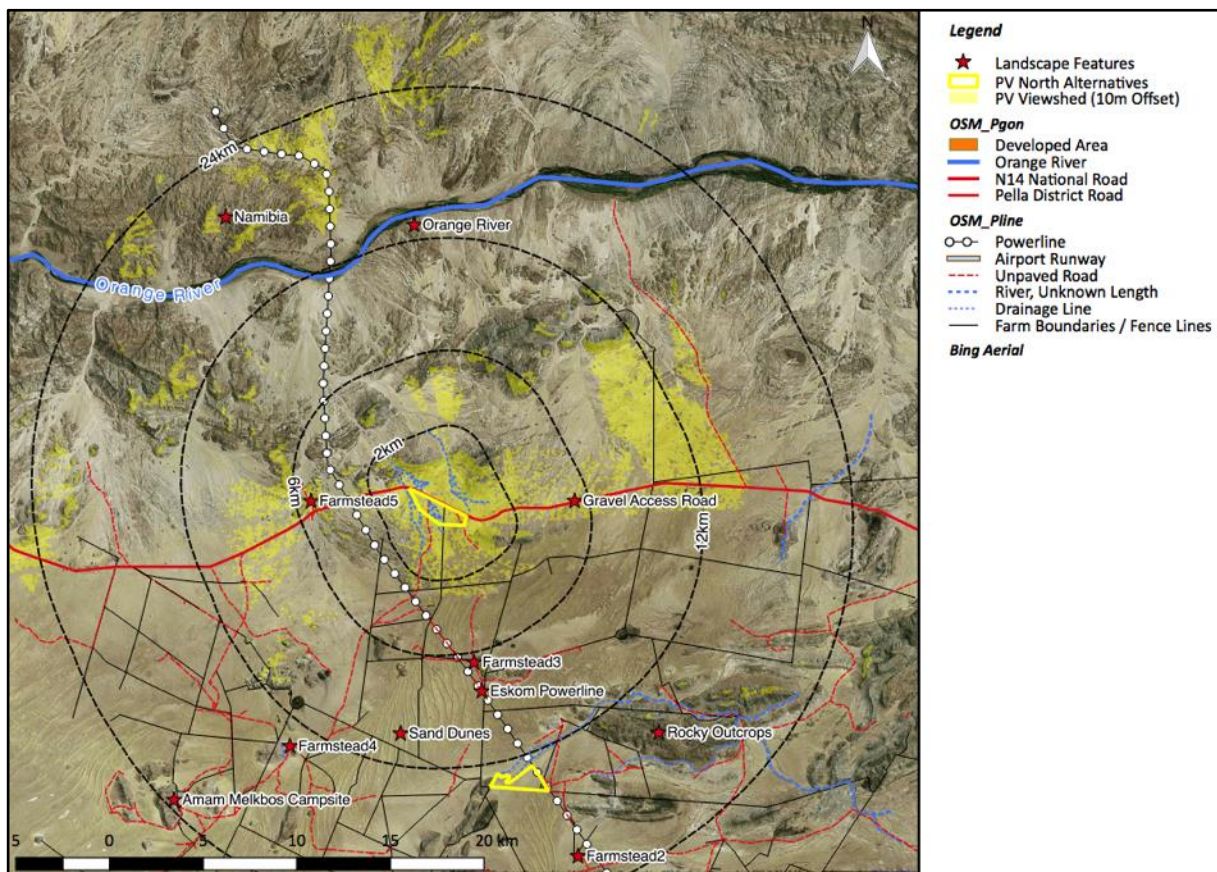 N
24km
Namibia
Orange River
Orange River
2km
6km
Farmstead5
Gravel Access Road
12km
Farmstead3
Eskom Powerline
Sand Dunes
Rocky Outcrops
Farmstead4
Amam Melkbos Campsite
5 0 5 10 15 20 km
Farmstead2
Legend
Landscape Features
PV North Alternatives
PV Viewshed (10m Offset)
OSM_Pgon
Developed Area
Orange River
N14 National Road
Pella District Road
OSM_Pline
Powerline
Airport Runway
Unpaved Road
River, Unknown Length
Drainage Line
Farm Boundaries / Fence Lines
Bing Aerial